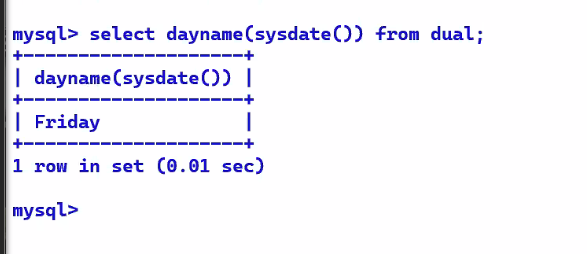 mysql> select dayname(sysdate()) from dual;
+--------------------+
| dayname(sysdate()) |
+--------------------+
| Friday             |
+--------------------+
1 row in set (0.01 sec)
mysql>